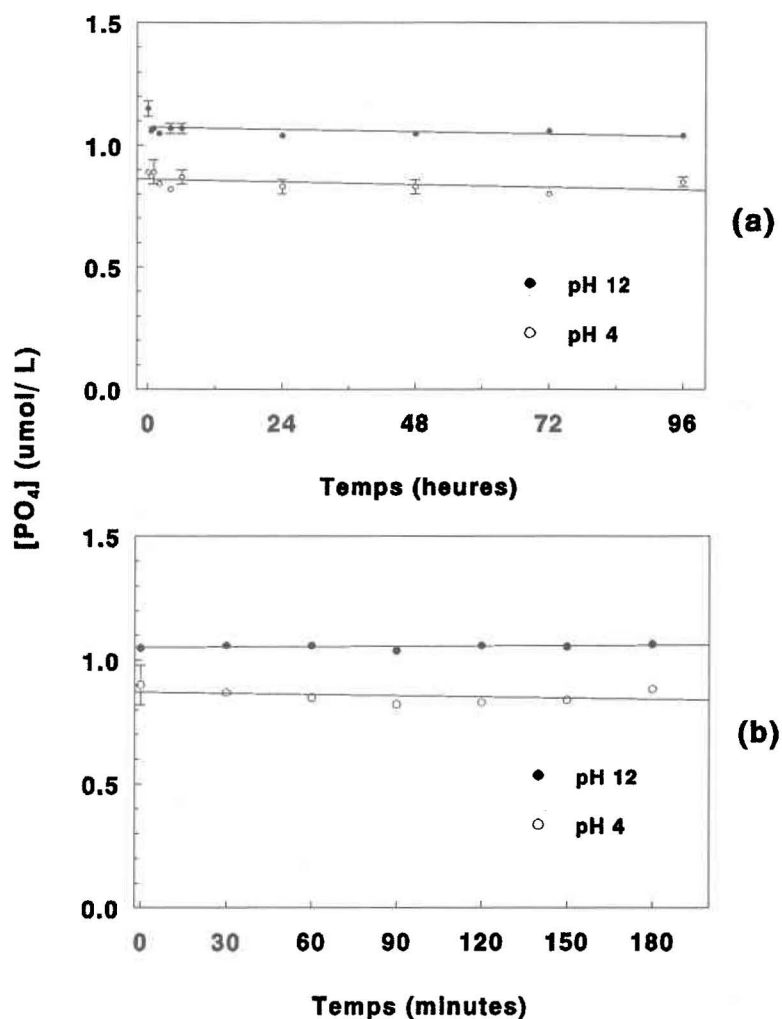 [PO₄] (umol/ L)
1.5
1.0
0.5
0.0
pH 12
pH 4
(a)
0 24 48 72 96
Temps (heures)
1.5
1.0
0.5
0.0
pH 12
pH 4
(b)
0 30 60 90 120 150 180
Temps (minutes)